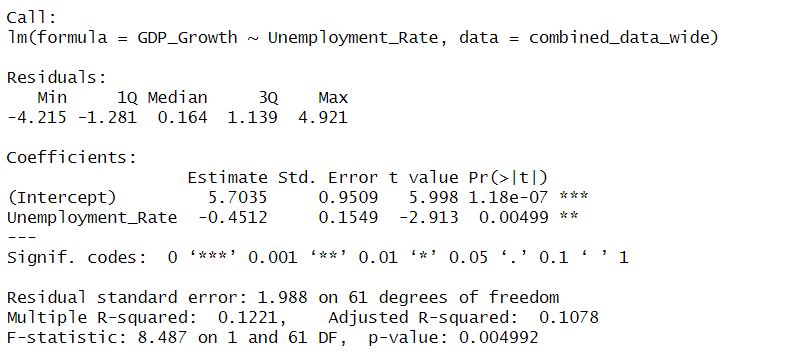 Call:
lm(formula = GDP_Growth ~ Unemployment_Rate, data = combined_data_wide)
Residuals:
   Min     1Q Median     3Q    Max
-4.215 -1.281  0.164  1.139  4.921
Coefficients:
                  Estimate Std. Error t value Pr(>|t|)
(Intercept)         5.7035     0.9509   5.998 1.18e-07 ***
Unemployment_Rate  -0.4512     0.1549  -2.913  0.00499 **
---
Signif. codes:  0 ‘***’ 0.001 ‘**’ 0.01 ‘*’ 0.05 ‘.’ 0.1 ‘ ’ 1
Residual standard error: 1.988 on 61 degrees of freedom
Multiple R-squared:  0.1221,	Adjusted R-squared:  0.1078
F-statistic: 8.487 on 1 and 61 DF,  p-value: 0.004992